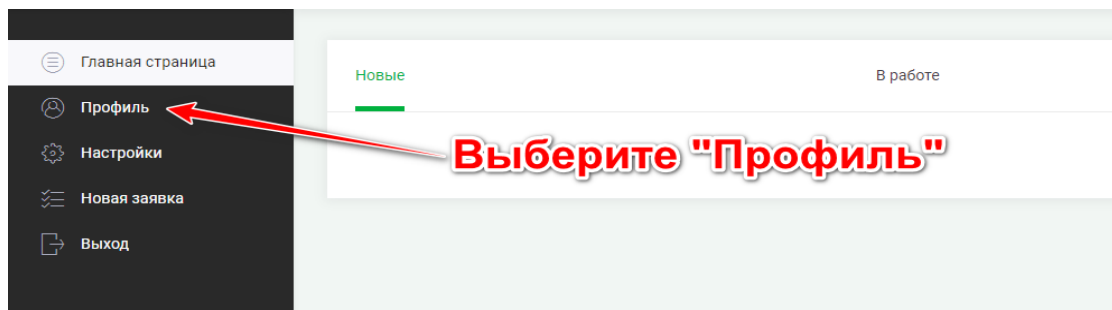 Главная страница
Новые
В работе
Профиль
Выберите "Профиль"
Настройки
Новая заявка
Выход